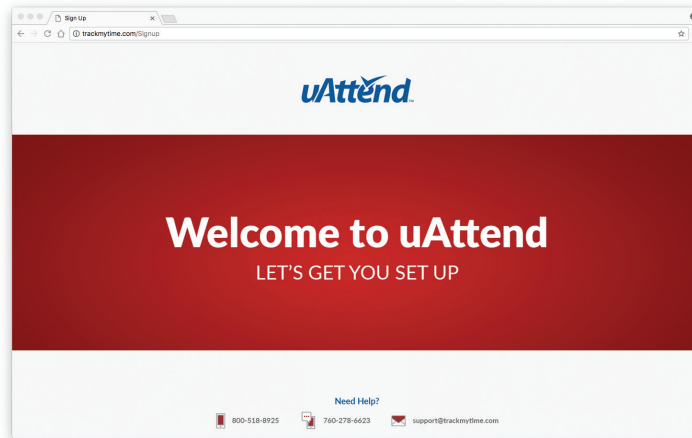 Sign Up
trackmytime.com/Signup
uAttend™
Welcome to uAttend
LET'S GET YOU SET UP
Need Help?
800-518-8925 760-278-6623 support@trackmytime.com